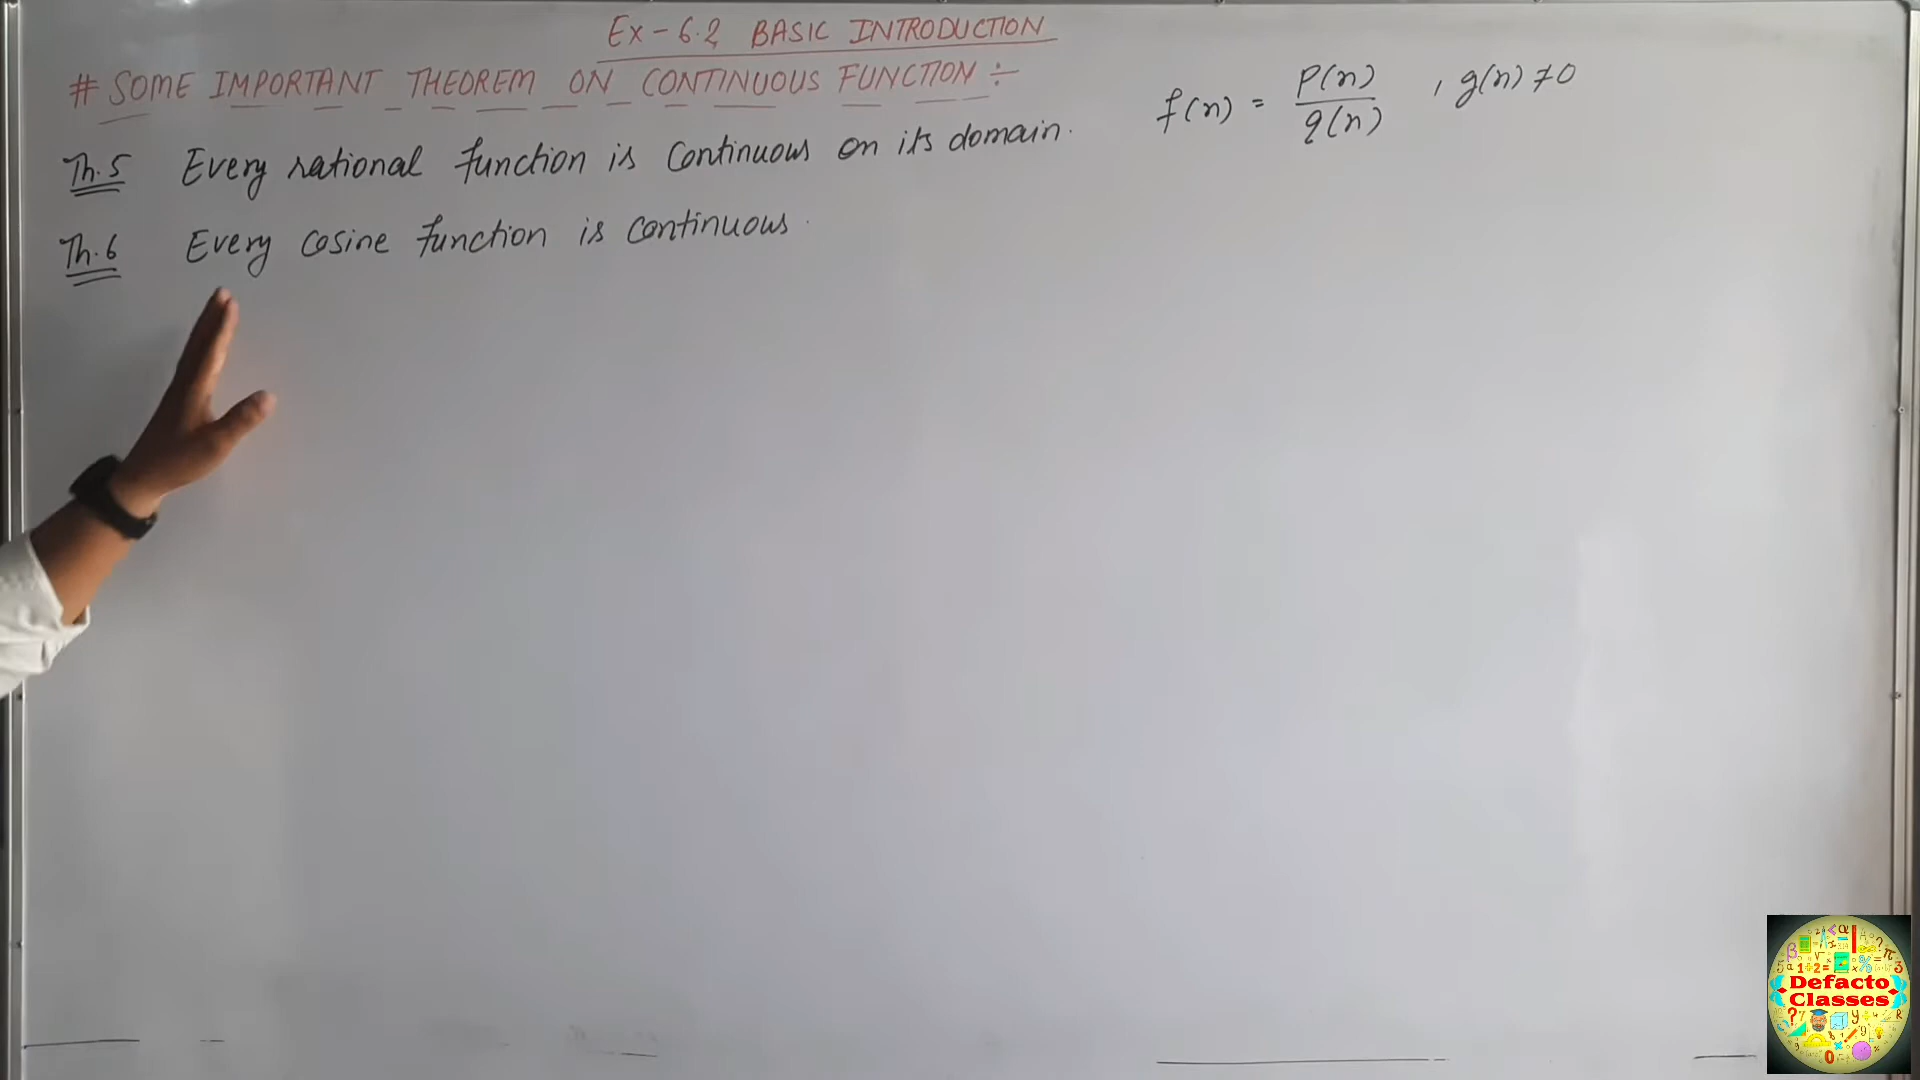 Ex-6.2 BASIC INTRODUCTION
# SOME IMPORTANT THEOREM ON CONTINUOUS FUNCTION ÷
Th.5 Every rational function is continuous on its domain.
f(n) = P(n)/q(n) , g(n) ≠ 0
Th.6 Every cosine function is continuous.
Defacto
Classes